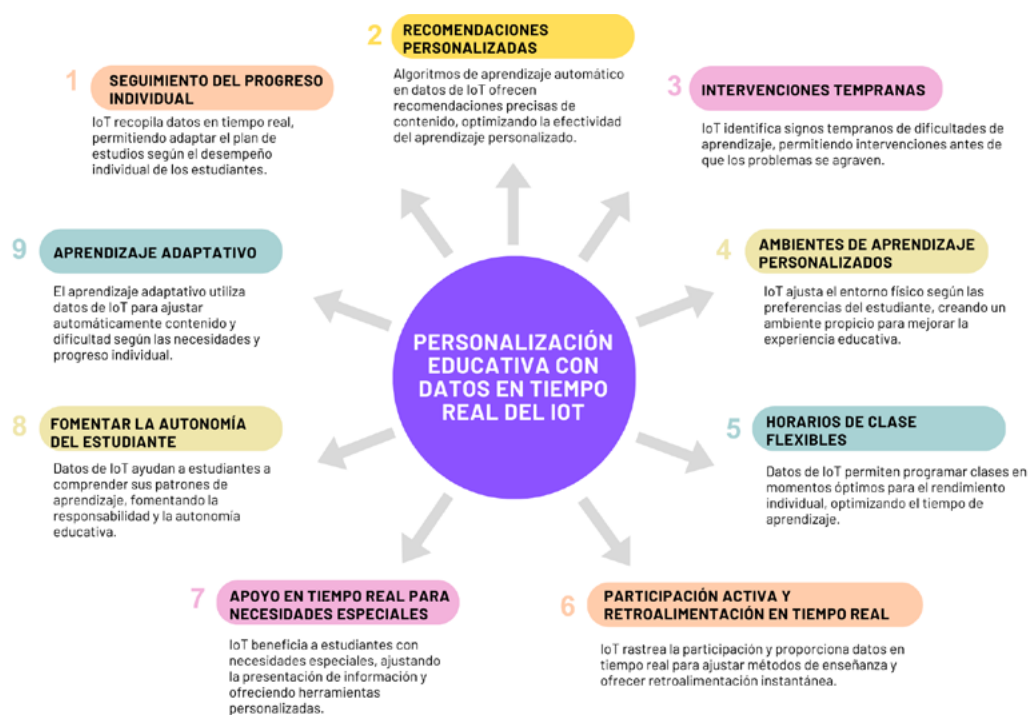 1
SEGUIMIENTO DEL PROGRESO
INDIVIDUAL
IoT recopila datos en tiempo real,
permitiendo adaptar el plan de
estudios según el desempeño
individual de los estudiantes.
2
RECOMENDACIONES
PERSONALIZADAS
Algoritmos de aprendizaje automático
en datos de IoT ofrecen
recomendaciones precisas de
contenido, optimizando la efectividad
del aprendizaje personalizado.
3
INTERVENCIONES TEMPRANAS
IoT identifica signos tempranos de dificultades de
aprendizaje, permitiendo intervenciones antes de
que los problemas se agraven.
4
AMBIENTES DE APRENDIZAJE
PERSONALIZADOS
IoT ajusta el entorno físico según las
preferencias del estudiante, creando un
ambiente propicio para mejorar la
experiencia educativa.
5
HORARIOS DE CLASE
FLEXIBLES
Datos de IoT permiten programar clases en
momentos óptimos para el rendimiento
individual, optimizando el tiempo de
aprendizaje.
6
PARTICIPACIÓN ACTIVA Y
RETROALIMENTACIÓN EN TIEMPO REAL
IoT rastrea la participación y proporciona datos en
tiempo real para ajustar métodos de enseñanza y
ofrecer retroalimentación instantánea.
7
APOYO EN TIEMPO REAL PARA
NECESIDADES ESPECIALES
IoT beneficia a estudiantes con
necesidades especiales, ajustando
la presentación de información y
ofreciendo herramientas
personalizadas.
8
FOMENTAR LA AUTONOMÍA
DEL ESTUDIANTE
Datos de IoT ayudan a estudiantes a
comprender sus patrones de
aprendizaje, fomentando la
responsabilidad y la autonomía
educativa.
9
APRENDIZAJE ADAPTATIVO
El aprendizaje adaptativo utiliza
datos de IoT para ajustar
automáticamente contenido y
dificultad según las necesidades y
progreso individual.
PERSONALIZACIÓN
EDUCATIVA CON
DATOS EN TIEMPO
REAL DEL IOT